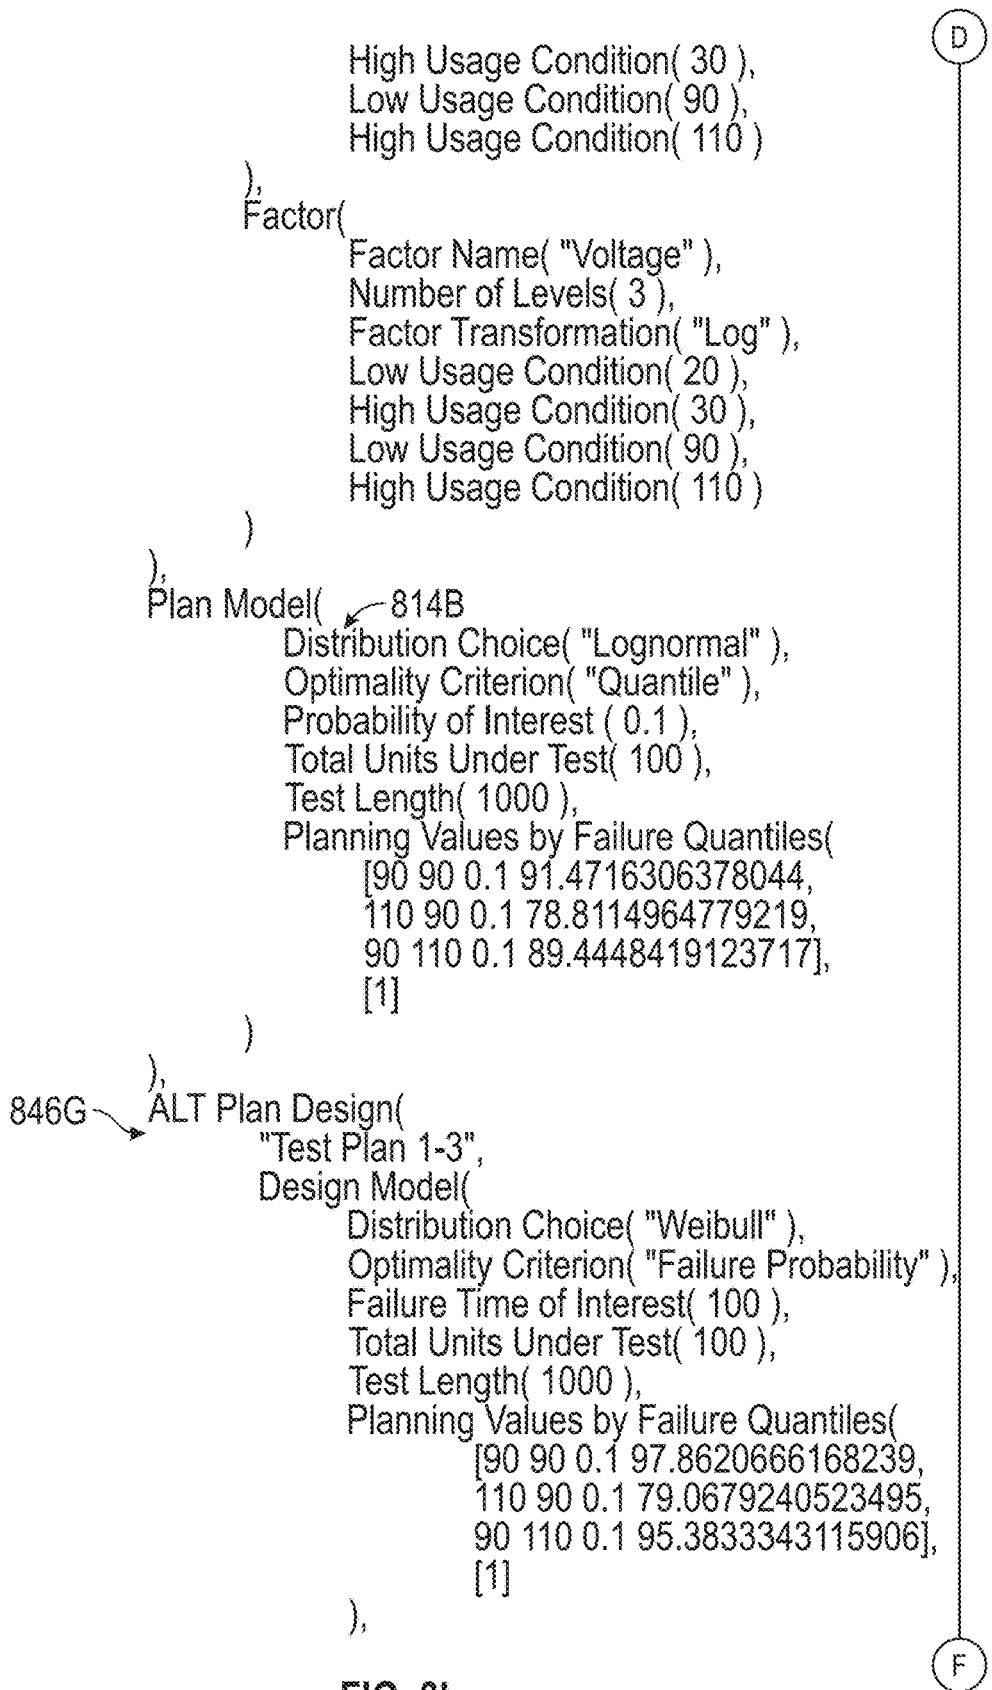 D
High Usage Condition( 30 ),
Low Usage Condition( 90 ),
High Usage Condition( 110 )
),
Factor(
Factor Name( "Voltage" ),
Number of Levels( 3 ),
Factor Transformation( "Log" ),
Low Usage Condition( 20 ),
High Usage Condition( 30 ),
Low Usage Condition( 90 ),
High Usage Condition( 110 )
)
),
Plan Model( 814B
Distribution Choice( "Lognormal" ),
Optimality Criterion( "Quantile" ),
Probability of Interest ( 0.1 ),
Total Units Under Test( 100 ),
Test Length( 1000 ),
Planning Values by Failure Quantiles(
[90 90 0.1 91.4716306378044,
110 90 0.1 78.8114964779219,
90 110 0.1 89.4448419123717],
[1]
)
),
846G ALT Plan Design(
"Test Plan 1-3",
Design Model(
Distribution Choice( "Weibull" ),
Optimality Criterion( "Failure Probability" ),
Failure Time of Interest( 100 ),
Total Units Under Test( 100 ),
Test Length( 1000 ),
Planning Values by Failure Quantiles(
[90 90 0.1 97.8620666168239,
110 90 0.1 79.0679240523495,
90 110 0.1 95.3833343115906],
[1]
),
F